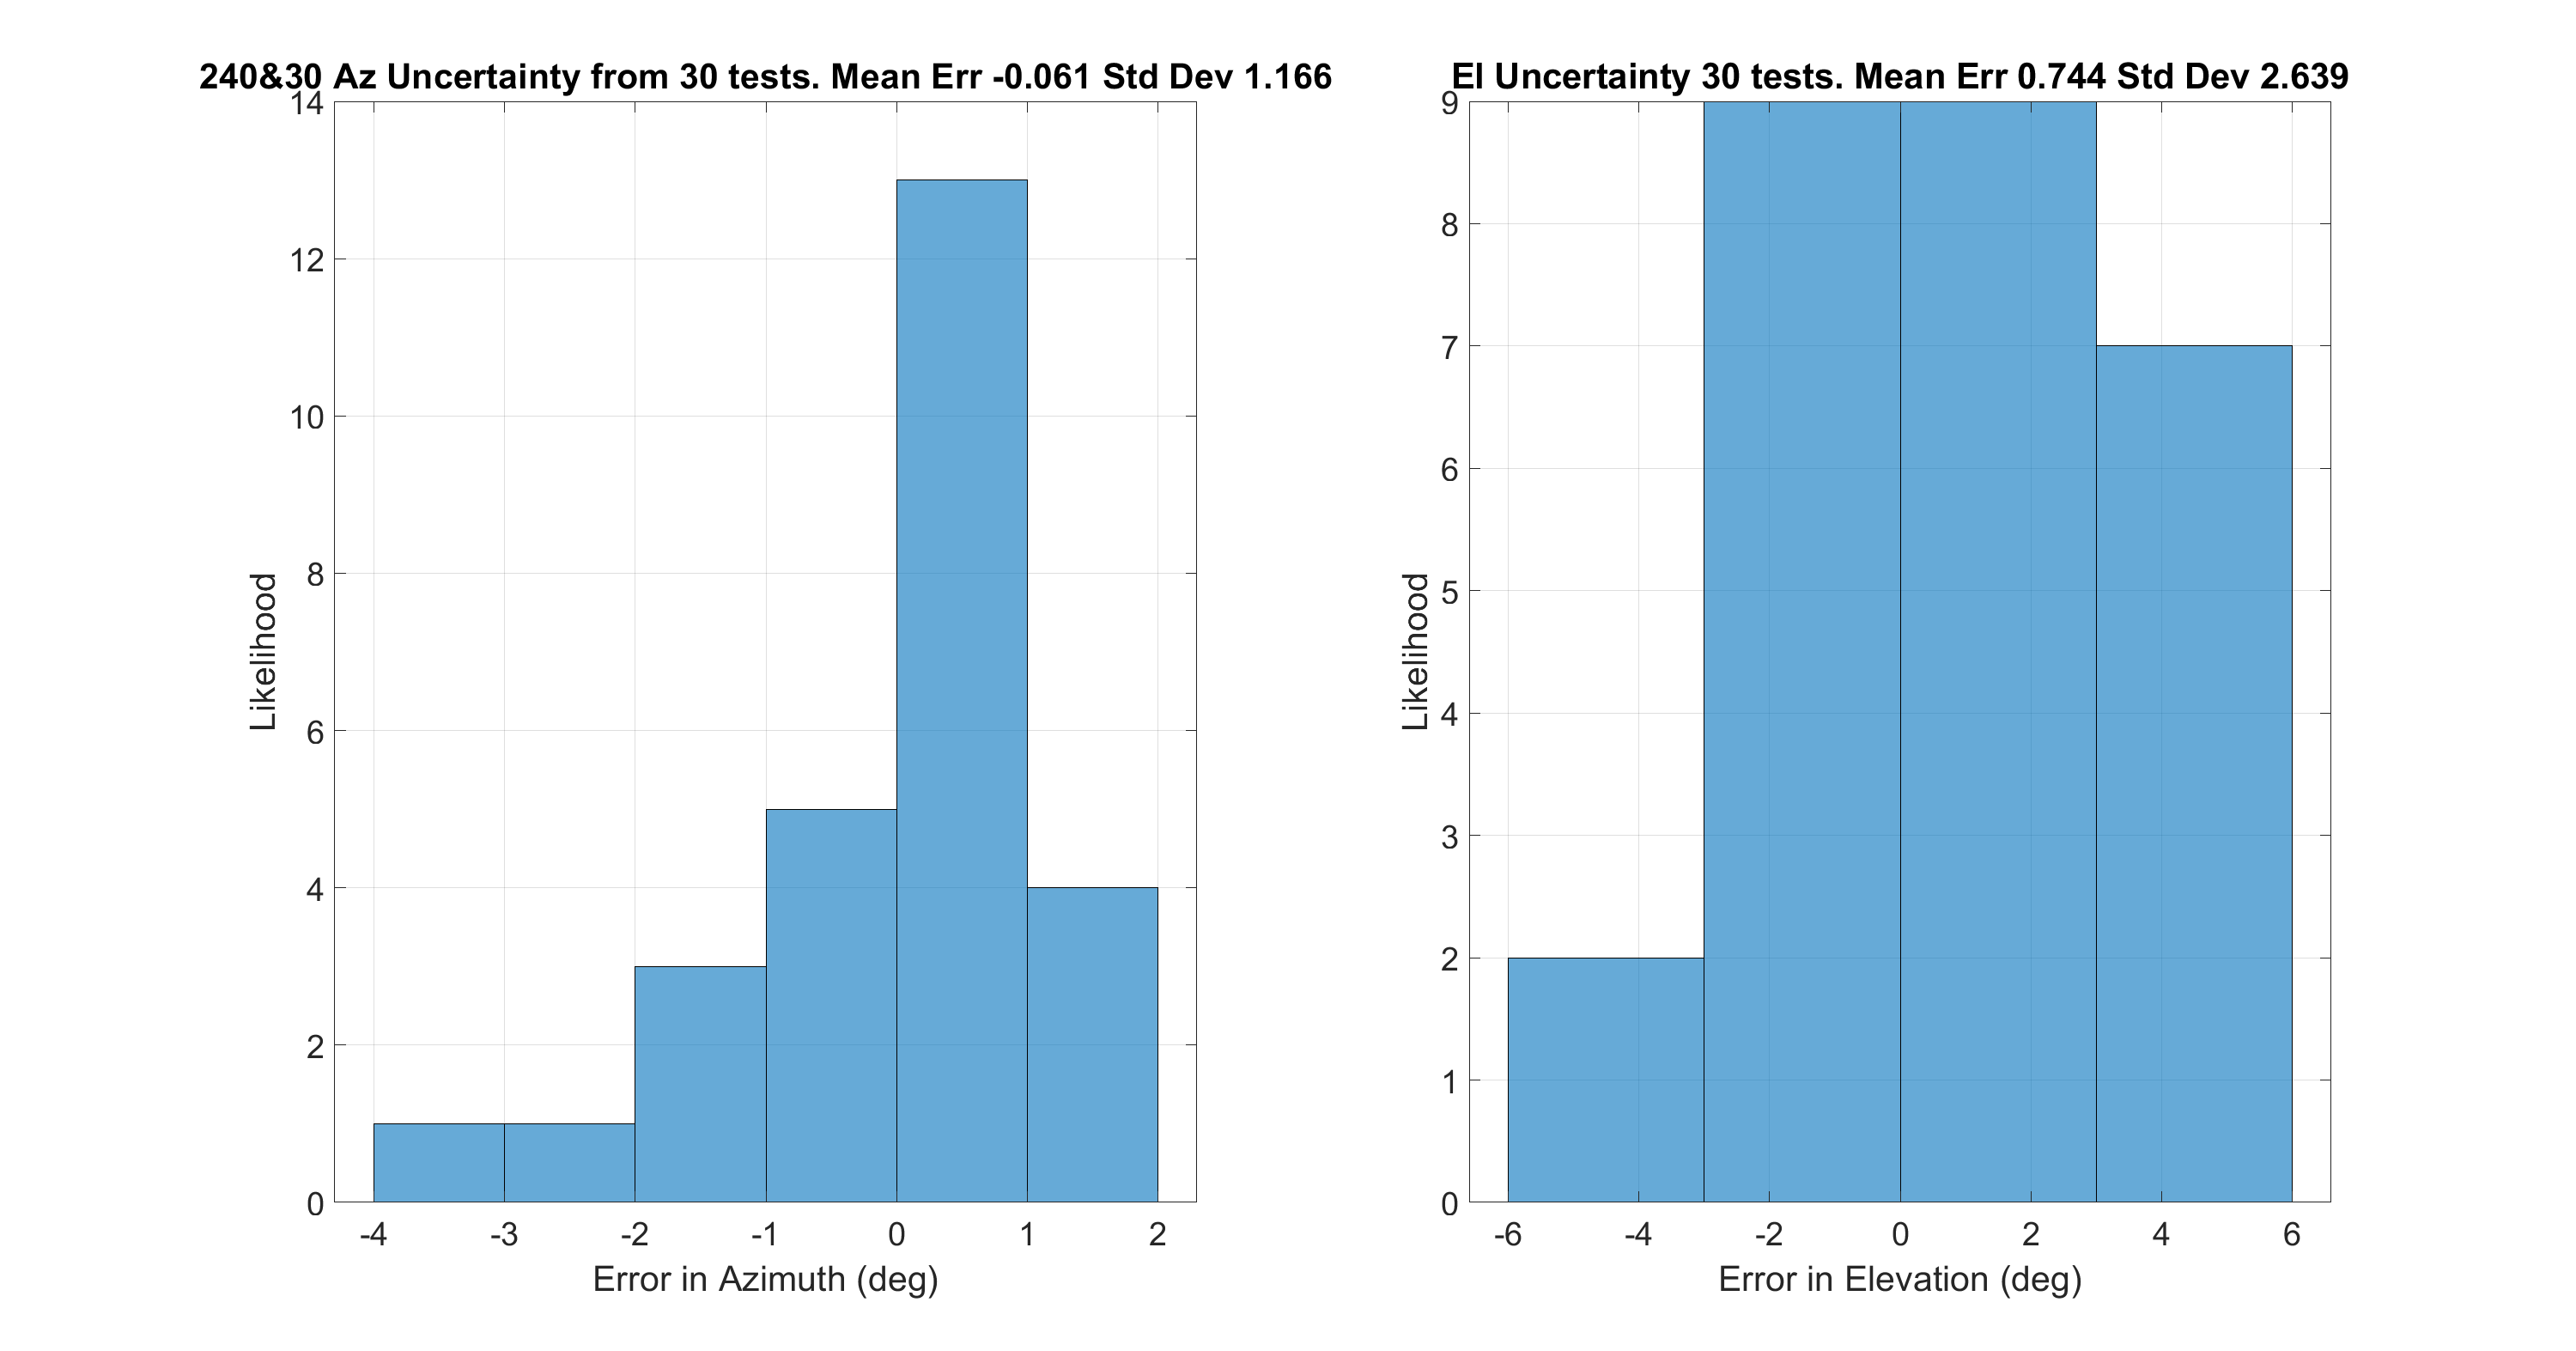 240&30 Az Uncertainty from 30 tests. Mean Err -0.061 Std Dev 1.166
14
12
10
8
6
4
2
0
Likelihood
-4 -3 -2 -1 0 1 2
Error in Azimuth (deg)
El Uncertainty 30 tests. Mean Err 0.744 Std Dev 2.639
9
8
7
6
5
4
3
2
1
0
Likelihood
-6 -4 -2 0 2 4 6
Error in Elevation (deg)